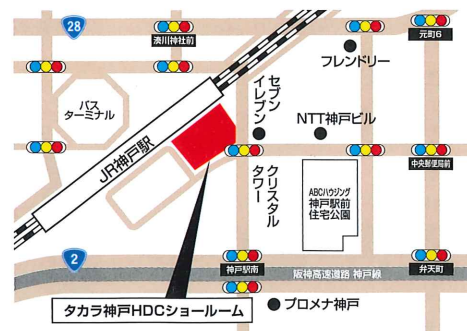 28
湊川神社前
元町6
フレンドリー
バス
ターミナル
セブン
イレブン
NTT神戸ビル
JR神戸駅
中央郵便局前
クリスタル
タワー
ABCハウジング
神戸駅前
住宅公園
2
神戸駅南
阪神高速道路 神戸線
弁天町
タカラ神戸HDCショールーム
プロメナ神戸